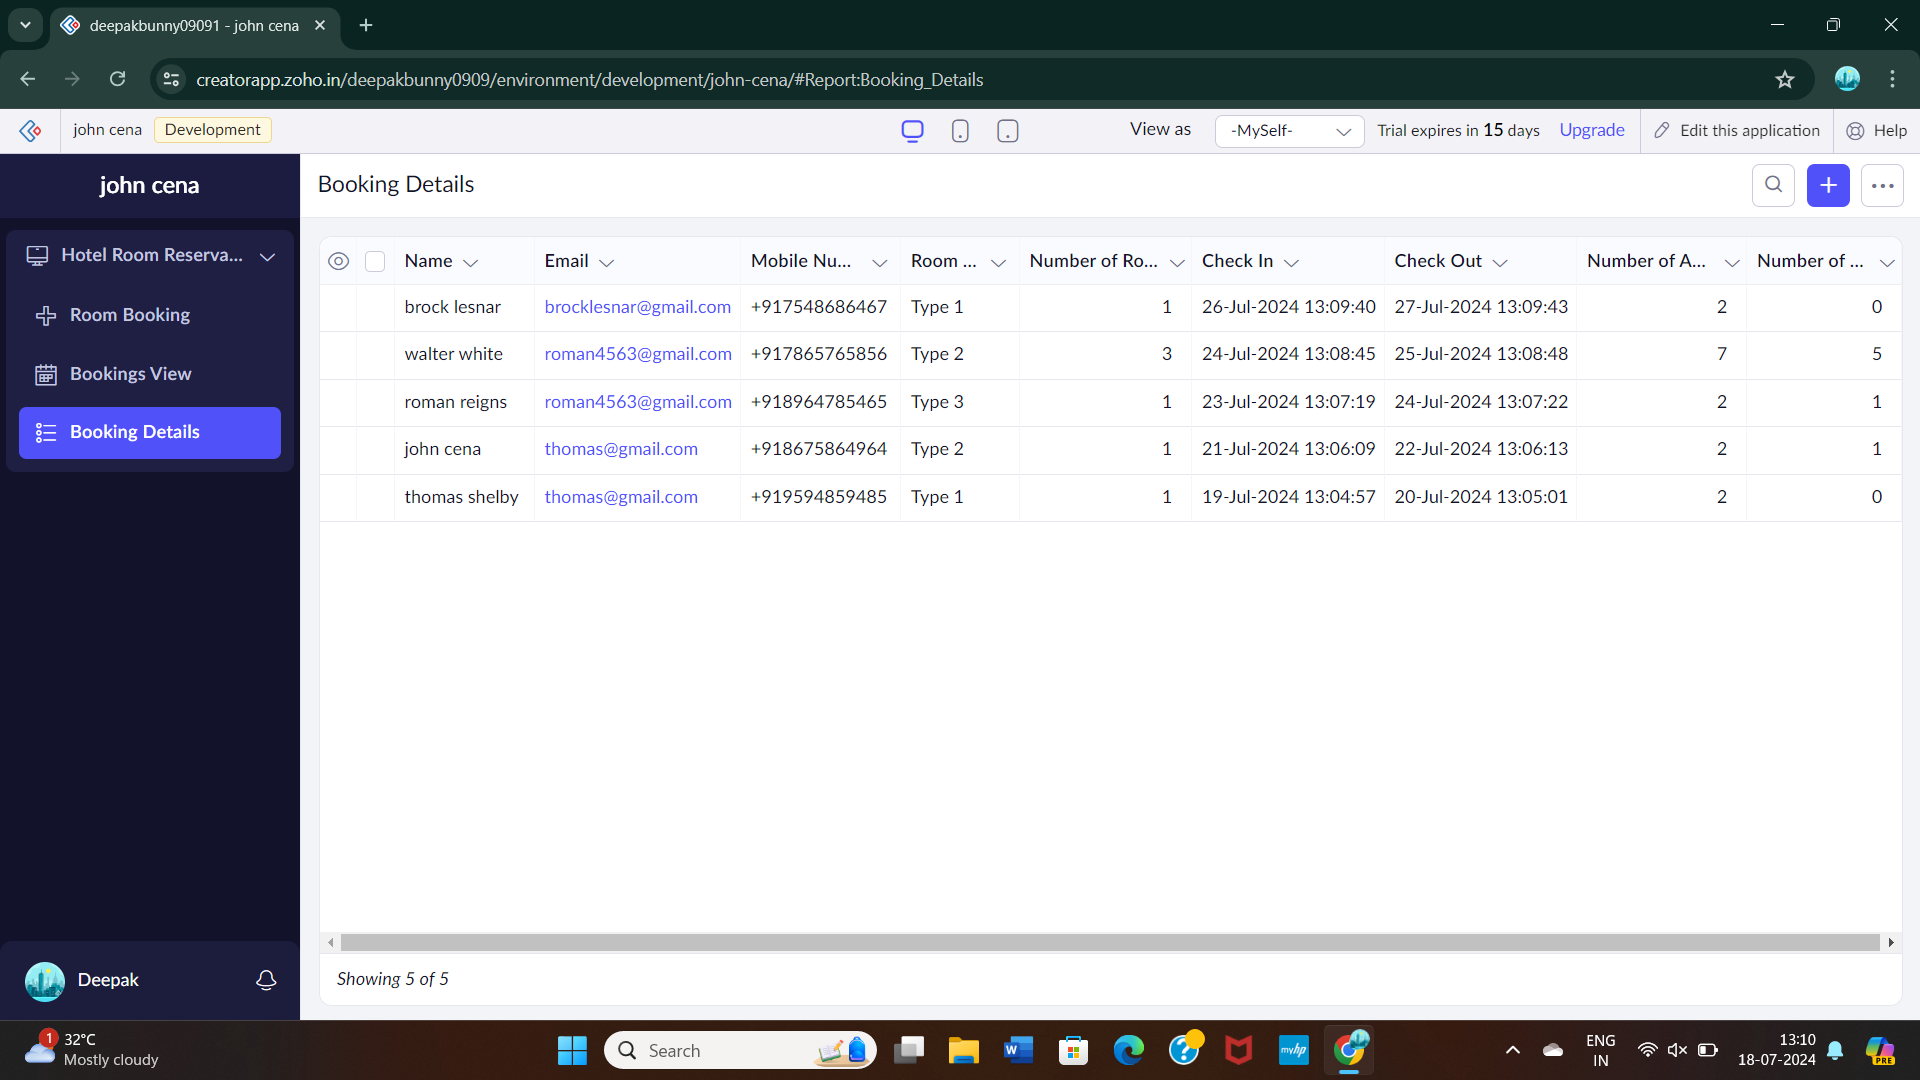 deepakbunny09091 - john cena
creatorapp.zoho.in/deepakbunny0909/environment/development/john-cena/#Report:Booking_Details
john cena Development View as -MySelf- Trial expires in 15 days Upgrade Edit this application Help
john cena
Hotel Room Reserva...
Room Booking
Bookings View
Booking Details
Deepak
Booking Details
Name Email Mobile Nu... Room ... Number of Ro... Check In Check Out Number of A... Number of ...
brock lesnar brocklesnar@gmail.com +917548686467 Type 1 1 26-Jul-2024 13:09:40 27-Jul-2024 13:09:43 2 0
walter white roman4563@gmail.com +917865765856 Type 2 3 24-Jul-2024 13:08:45 25-Jul-2024 13:08:48 7 5
roman reigns roman4563@gmail.com +918964785465 Type 3 1 23-Jul-2024 13:07:19 24-Jul-2024 13:07:22 2 1
john cena thomas@gmail.com +918675864964 Type 2 1 21-Jul-2024 13:06:09 22-Jul-2024 13:06:13 2 1
thomas shelby thomas@gmail.com +919594859485 Type 1 1 19-Jul-2024 13:04:57 20-Jul-2024 13:05:01 2 0
Showing 5 of 5
1 32°C
Mostly cloudy
Search
W
myhp
ENG
IN
13:10
18-07-2024
PRE